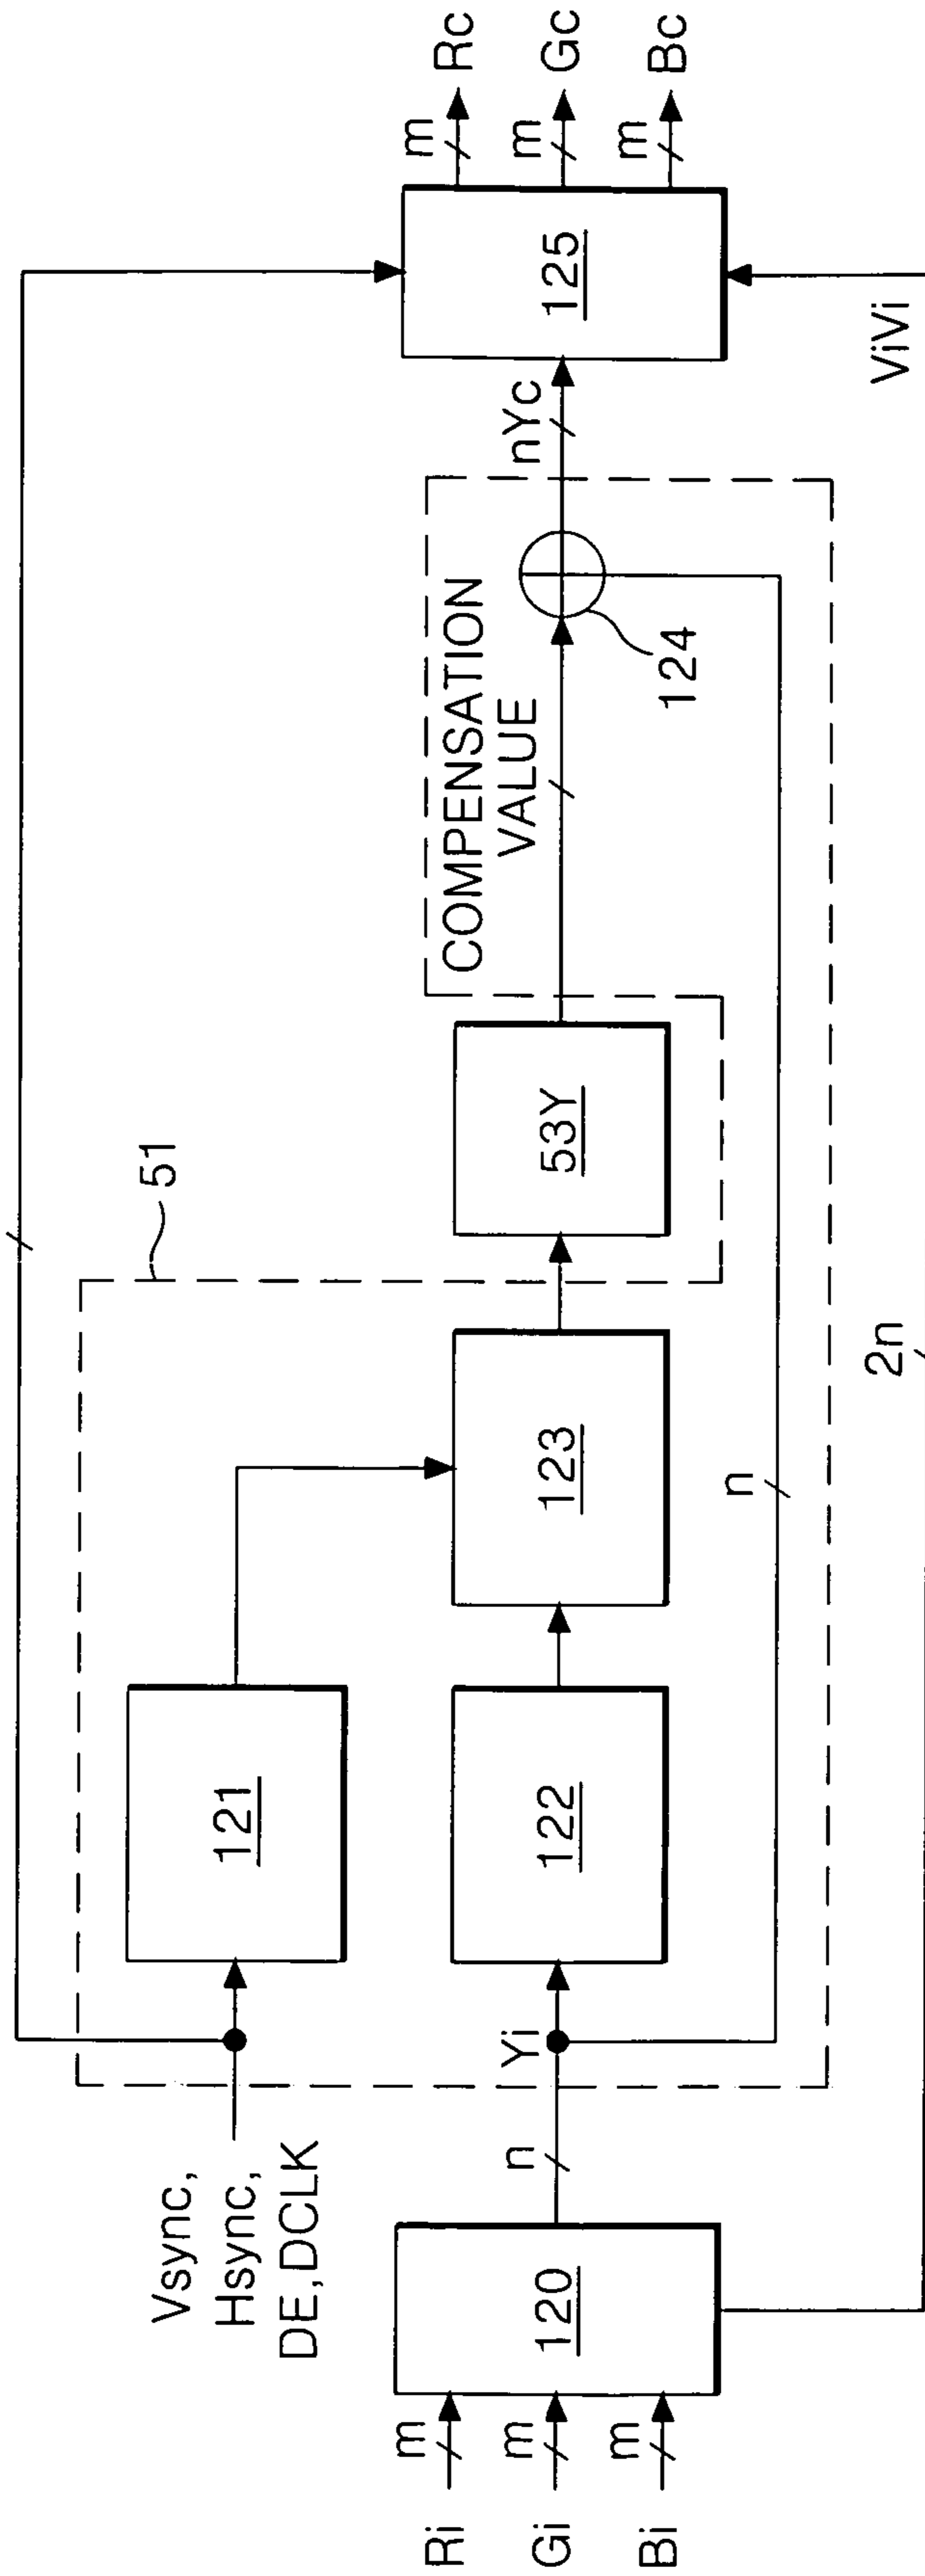 Vsync,
Hsync,
DE,DCLK
51
121
Ri
m
Gi
m
Bi
m
120
n
Yi
122
123
53Y
COMPENSATION
VALUE
124
nYc
125
m
Rc
m
Gc
m
Bc
n
2n
ViVi